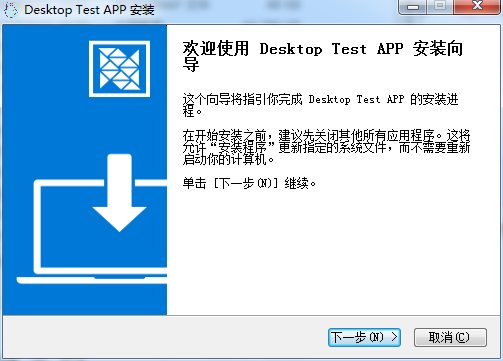 Desktop Test APP 安装
欢迎使用 Desktop Test APP 安装向
导
这个向导将指引你完成 Desktop Test APP 的安装进
程。
在开始安装之前，建议先关闭其他所有应用程序。这将
允许“安装程序”更新指定的系统文件，而不需要重新
启动你的计算机。
单击 [下一步(N)] 继续。
下一步(N) >
取消(C)